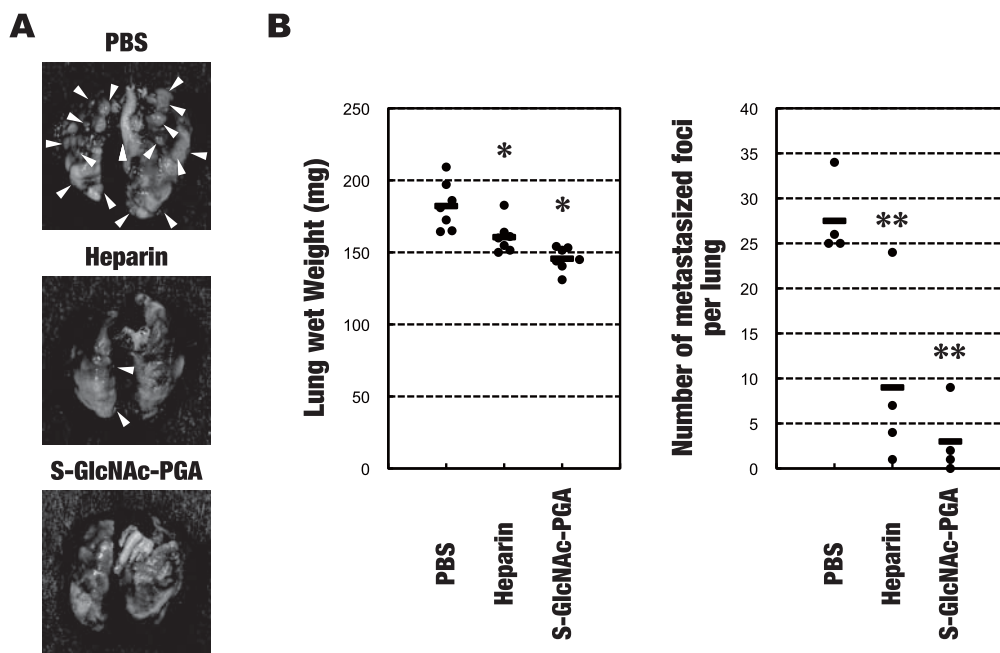 A
PBS
Heparin
S-GlcNAc-PGA
B
Lung wet Weight (mg)
250
200
150
100
50
0
*
*
PBS
Heparin
S-GlcNAc-PGA
Number of metastasized foci
per lung
40
35
30
25
20
15
10
5
0
**
**
PBS
Heparin
S-GlcNAc-PGA